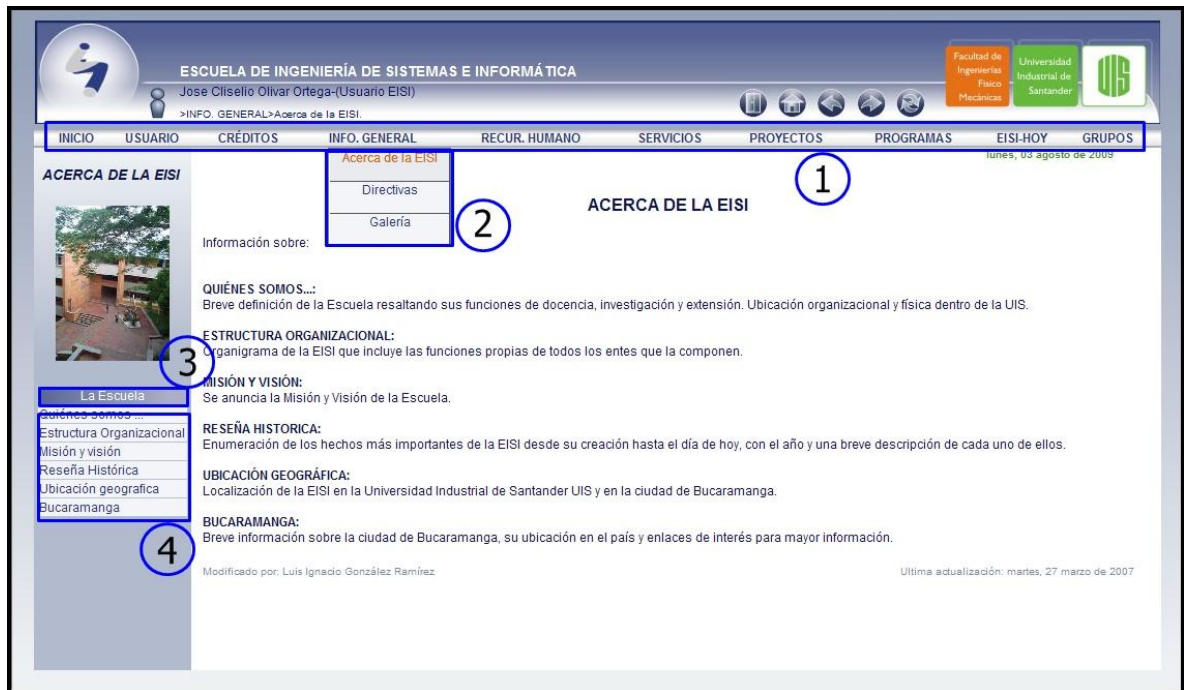 ESCUELA DE INGENIERÍA DE SISTEMAS E INFORMÁTICA
Jose Cliselio Olivar Ortega-(Usuario EISI)
>INFO. GENERAL>Acerca de la EISI.
Facultad de
Ingenierías
Físico
Mecánicas
Universidad
Industrial de
Santander
UIS
INICIO USUARIO CRÉDITOS INFO. GENERAL RECUR. HUMANO SERVICIOS PROYECTOS PROGRAMAS EISI-HOY GRUPOS
lunes, 03 agosto de 2009
1
Acerca de la EISI
Directivas
Galería
2
ACERCA DE LA EISI
3
La Escuela
Quiénes somos ...
Estructura Organizacional
Misión y visión
Reseña Histórica
Ubicación geografica
Bucaramanga
4
ACERCA DE LA EISI
Información sobre:
QUIÉNES SOMOS...:
Breve definición de la Escuela resaltando sus funciones de docencia, investigación y extensión. Ubicación organizacional y física dentro de la UIS.
ESTRUCTURA ORGANIZACIONAL:
Organigrama de la EISI que incluye las funciones propias de todos los entes que la componen.
MISIÓN Y VISIÓN:
Se anuncia la Misión y Visión de la Escuela.
RESEÑA HISTORICA:
Enumeración de los hechos más importantes de la EISI desde su creación hasta el día de hoy, con el año y una breve descripción de cada uno de ellos.
UBICACIÓN GEOGRÁFICA:
Localización de la EISI en la Universidad Industrial de Santander UIS y en la ciudad de Bucaramanga.
BUCARAMANGA:
Breve información sobre la ciudad de Bucaramanga, su ubicación en el país y enlaces de interés para mayor información.
Modificado por: Luis Ignacio González Ramírez
Ultima actualización: martes, 27 marzo de 2007